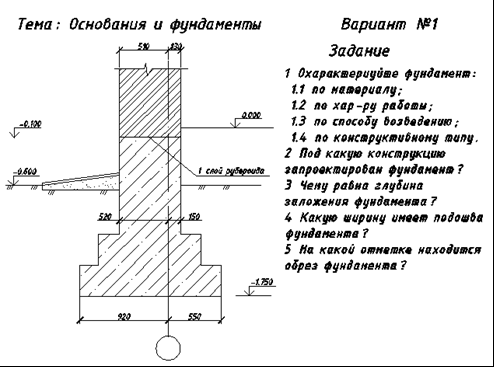 Тема: Основания и фундаменты
Вариант №1
Задание
1 Охарактеризуйте фундамент:
1.1 по материалу;
1.2 по хар-ру работы;
1.3 по способу возведению;
1.4 по конструктивному типу.
2 Под какую конструкцию
запроектирован фундамент?
3 Чему равна глубина
заложения фундамента?
4 Какую ширину имеет подошва
фундамента?
5 На какой отметке находится
обрез фундамента?
510
130
0.000
-0.100
1 слой рубероида
-0.600
520
150
-1.750
920
550